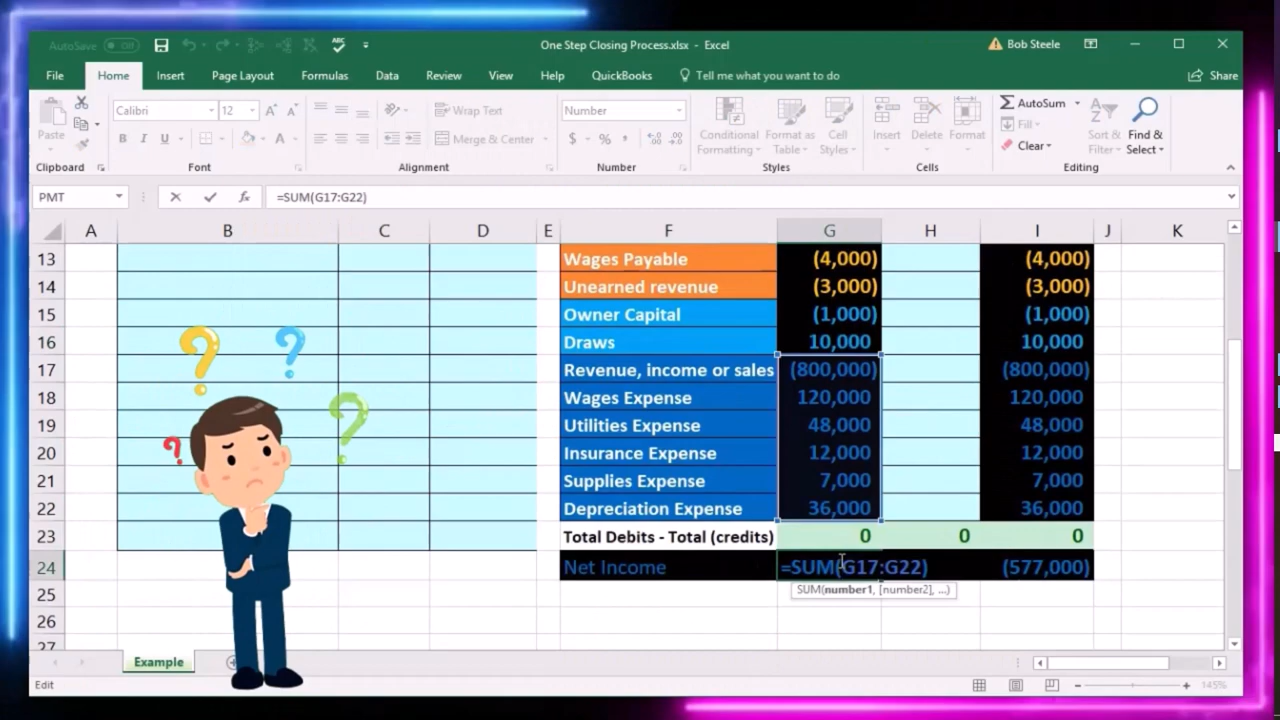 AutoSave Off
ABC
One Step Closing Process.xlsx - Excel
Bob Steele
File Home Insert Page Layout Formulas Data Review View Help QuickBooks Tell me what you want to do Share
Calibri 12 A A Wrap Text Number AutoSum
Paste B I U A Merge & Center $ % , Conditional Formatting Format as Table Cell Styles Insert Delete Format Fill Clear Sort & Filter Find & Select
Clipboard Font Alignment Number Styles Cells Editing
PMT fx =SUM(G17:G22)
A B C D E F G H I J K
13 Wages Payable (4,000) (4,000)
14 Unearned revenue (3,000) (3,000)
15 Owner Capital (1,000) (1,000)
16 Draws 10,000 10,000
17 Revenue, income or sales (800,000) (800,000)
18 Wages Expense 120,000 120,000
19 Utilities Expense 48,000 48,000
20 Insurance Expense 12,000 12,000
21 Supplies Expense 7,000 7,000
22 Depreciation Expense 36,000 36,000
23 Total Debits - Total (credits) 0 0 0
24 Net Income =SUM(G17:G22) (577,000)
25 SUM(number1, [number2], ...)
26
27
Example
Edit 145%